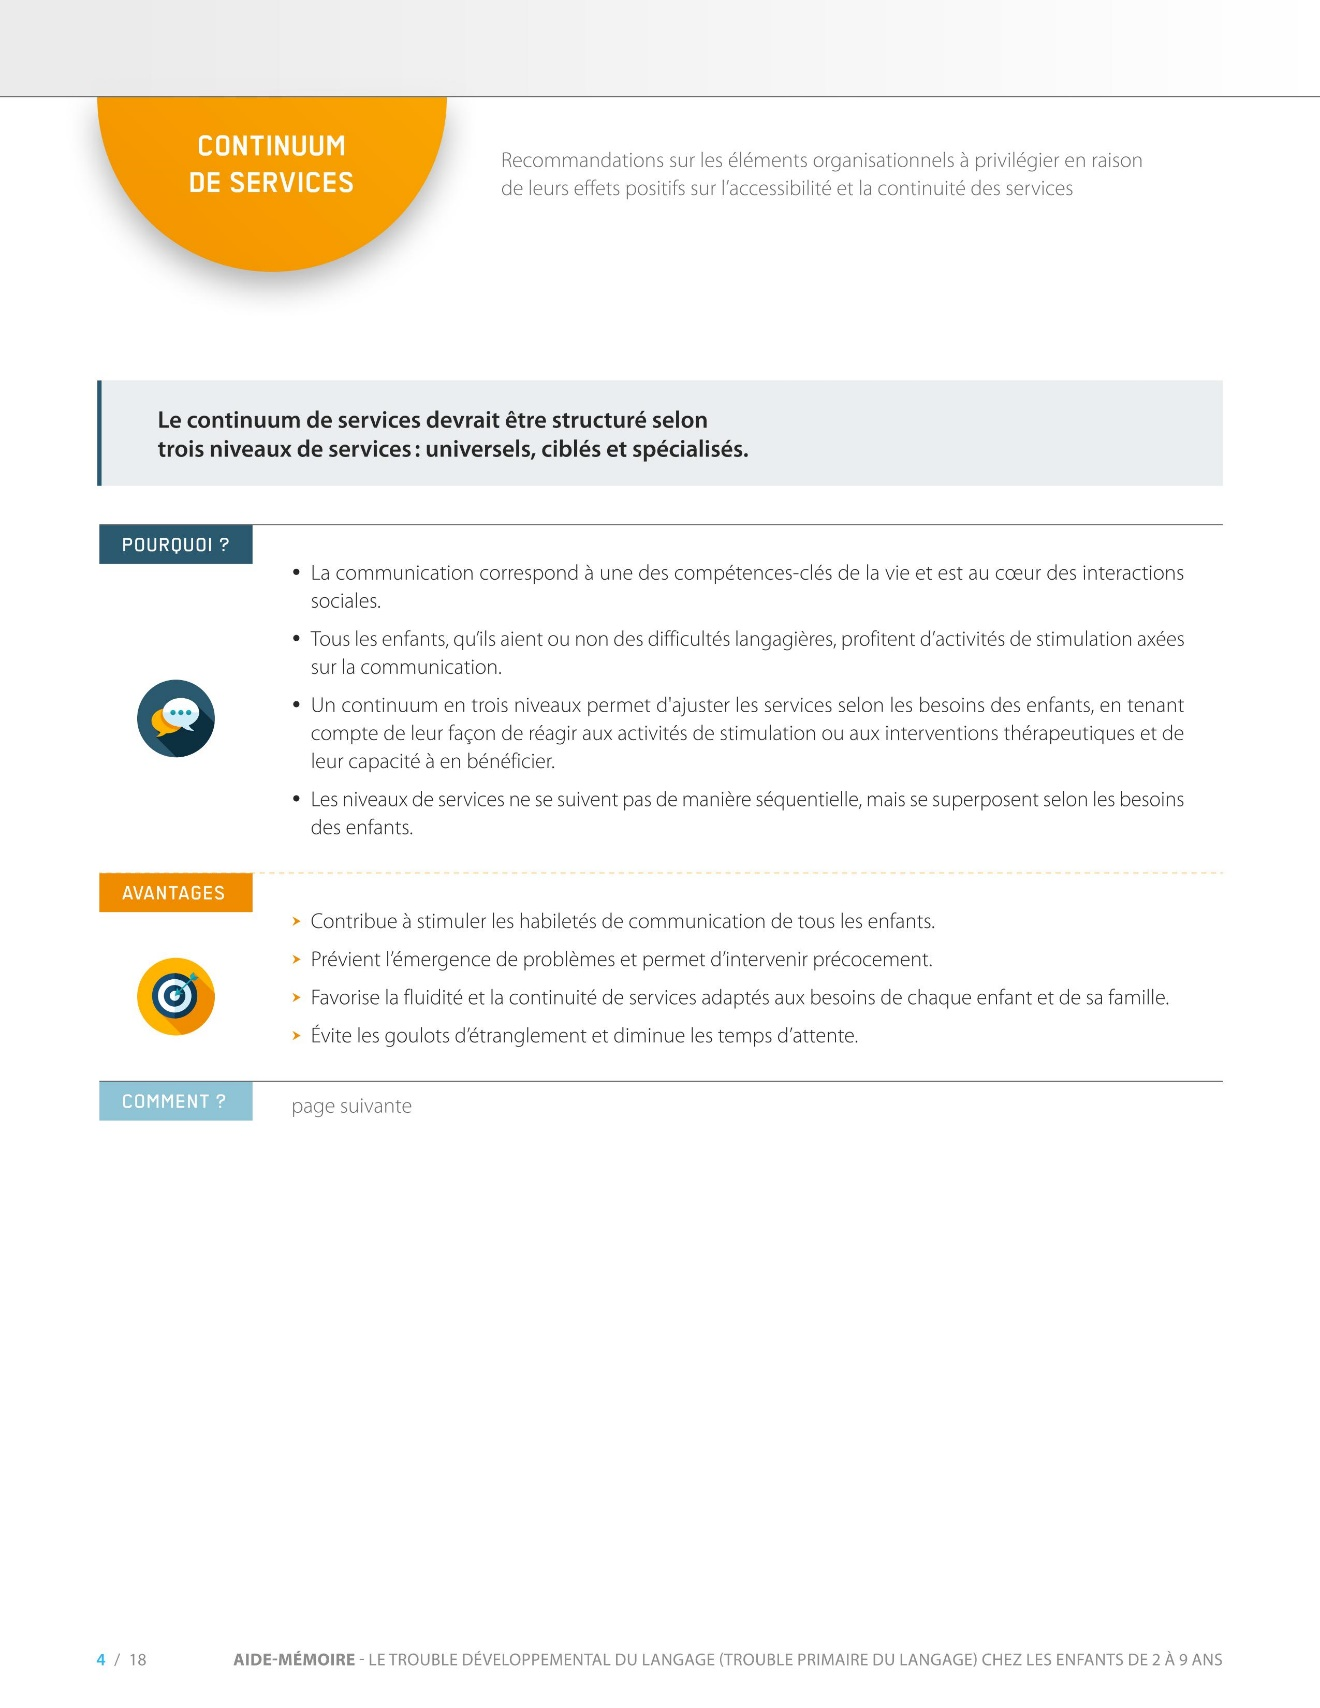 CONTINUUM
DE SERVICES
Recommandations sur les éléments organisationnels à privilégier en raison
de leurs effets positifs sur l’accessibilité et la continuité des services
Le continuum de services devrait être structuré selon
trois niveaux de services : universels, ciblés et spécialisés.
POURQUOI ?
• La communication correspond à une des compétences-clés de la vie et est au cœur des interactions
sociales.
• Tous les enfants, qu’ils aient ou non des difficultés langagières, profitent d’activités de stimulation axées
sur la communication.
• Un continuum en trois niveaux permet d'ajuster les services selon les besoins des enfants, en tenant
compte de leur façon de réagir aux activités de stimulation ou aux interventions thérapeutiques et de
leur capacité à en bénéficier.
• Les niveaux de services ne se suivent pas de manière séquentielle, mais se superposent selon les besoins
des enfants.
AVANTAGES
➤ Contribue à stimuler les habiletés de communication de tous les enfants.
➤ Prévient l’émergence de problèmes et permet d’intervenir précocement.
➤ Favorise la fluidité et la continuité de services adaptés aux besoins de chaque enfant et de sa famille.
➤ Évite les goulots d’étranglement et diminue les temps d’attente.
COMMENT ?
page suivante
4 / 18
AIDE-MÉMOIRE - LE TROUBLE DÉVELOPPEMENTAL DU LANGAGE (TROUBLE PRIMAIRE DU LANGAGE) CHEZ LES ENFANTS DE 2 À 9 ANS